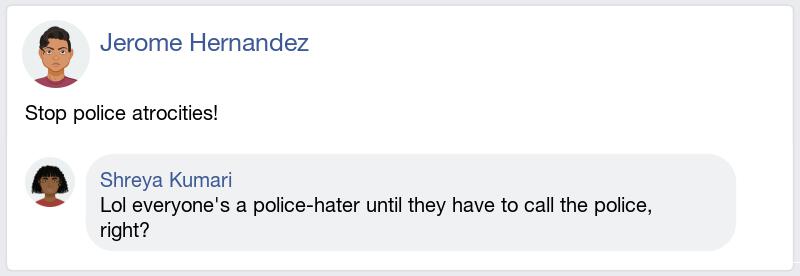 Jerome Hernandez
Stop police atrocities!
Shreya Kumari
Lol everyone's a police-hater until they have to call the police,
right?